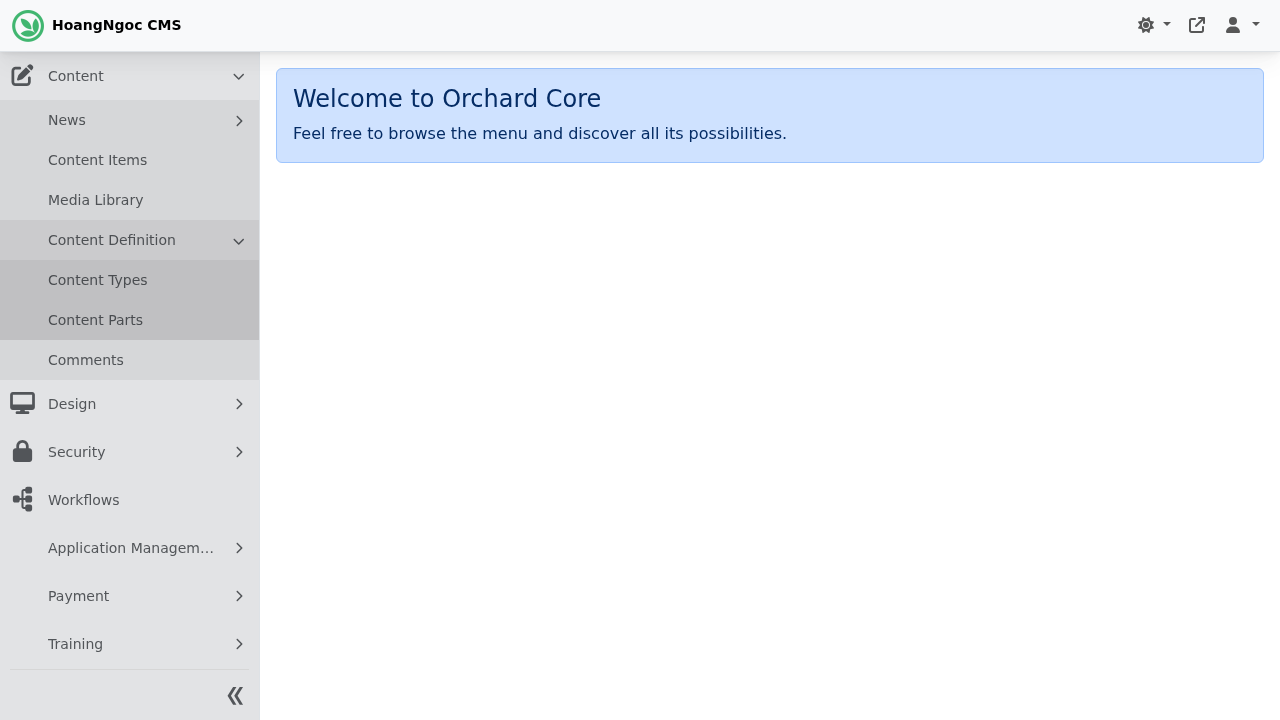 HoangNgoc CMS
Content
News
Content Items
Media Library
Content Definition
Content Types
Content Parts
Comments
Design
Security
Workflows
Application Managem...
Payment
Training
Welcome to Orchard Core
Feel free to browse the menu and discover all its possibilities.